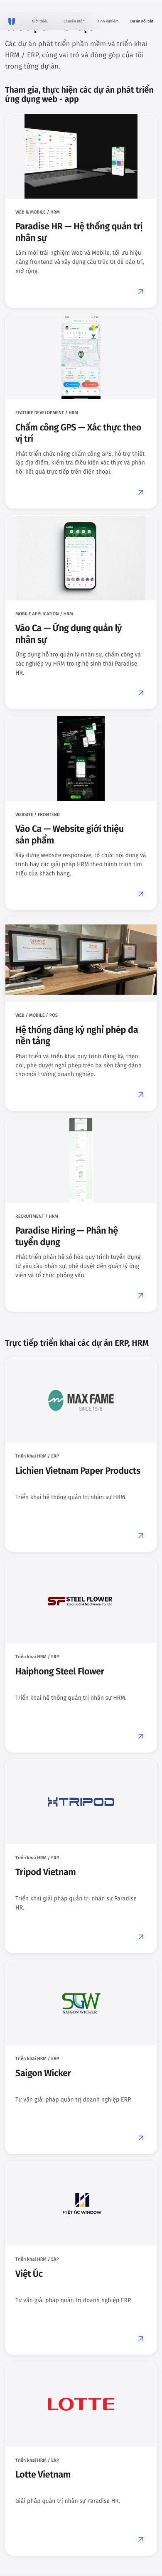 Giới thiệu
Chuyên môn
Kinh nghiệm
Dự án nổi bật
Các dự án phát triển phần mềm và triển khai
HRM / ERP, cùng vai trò và đóng góp của tôi
trong từng dự án.
Tham gia, thực hiện các dự án phát triển
ứng dụng web - app
WEB & MOBILE / HRM
Paradise HR — Hệ thống quản trị
nhân sự
Làm mới trải nghiệm Web và Mobile, tối ưu hiệu
năng frontend và xây dựng cấu trúc UI dễ bảo trì,
mở rộng.
FEATURE DEVELOPMENT / HRM
Chấm công GPS — Xác thực theo
vị trí
Phát triển chức năng chấm công GPS, hỗ trợ thiết
lập địa điểm, kiểm tra điều kiện xác thực và phản
hồi kết quả trực tiếp trên điện thoại.
MOBILE APPLICATION / HRM
Vào Ca — Ứng dụng quản lý
nhân sự
Ứng dụng hỗ trợ quản lý nhân sự, chấm công và
các nghiệp vụ HRM trong hệ sinh thái Paradise
HR.
WEBSITE / FRONTEND
Vào Ca — Website giới thiệu
sản phẩm
Xây dựng website responsive, tổ chức nội dung và
trình bày các giải pháp HRM theo hành trình tìm
hiểu của khách hàng.
WEB / MOBILE / POS
Hệ thống đăng ký nghỉ phép đa
nền tảng
Phát triển và triển khai quy trình đăng ký, theo
dõi, phê duyệt nghỉ phép trên ba nền tảng dành
cho môi trường doanh nghiệp.
RECRUITMENT / HRM
Paradise Hiring — Phân hệ
tuyển dụng
Phát triển phân hệ số hóa quy trình tuyển dụng
từ yêu cầu nhân sự, phê duyệt đến quản lý ứng
viên và tổ chức phỏng vấn.
Trực tiếp triển khai các dự án ERP, HRM
MAX FAME
SINCE 1978
Triển khai HRM / ERP
Lichien Vietnam Paper Products
Triển khai hệ thống quản trị nhân sự HRM.
SF STEEL FLOWER
Electrical & Machinery Co.,Ltd
Triển khai HRM / ERP
Haiphong Steel Flower
Triển khai hệ thống quản trị nhân sự HRM.
TRIPOD
Triển khai HRM / ERP
Tripod Vietnam
Triển khai giải pháp quản trị nhân sự Paradise
HR.
SGW
SAIGON WICKER
Triển khai HRM / ERP
Saigon Wicker
Tư vấn giải pháp quản trị doanh nghiệp ERP.
VIỆT ÚC WINDOW
Triển khai HRM / ERP
Việt Úc
Tư vấn giải pháp quản trị doanh nghiệp ERP.
LOTTE
Triển khai HRM / ERP
Lotte Vietnam
Giải pháp quản trị nhân sự Paradise HR.